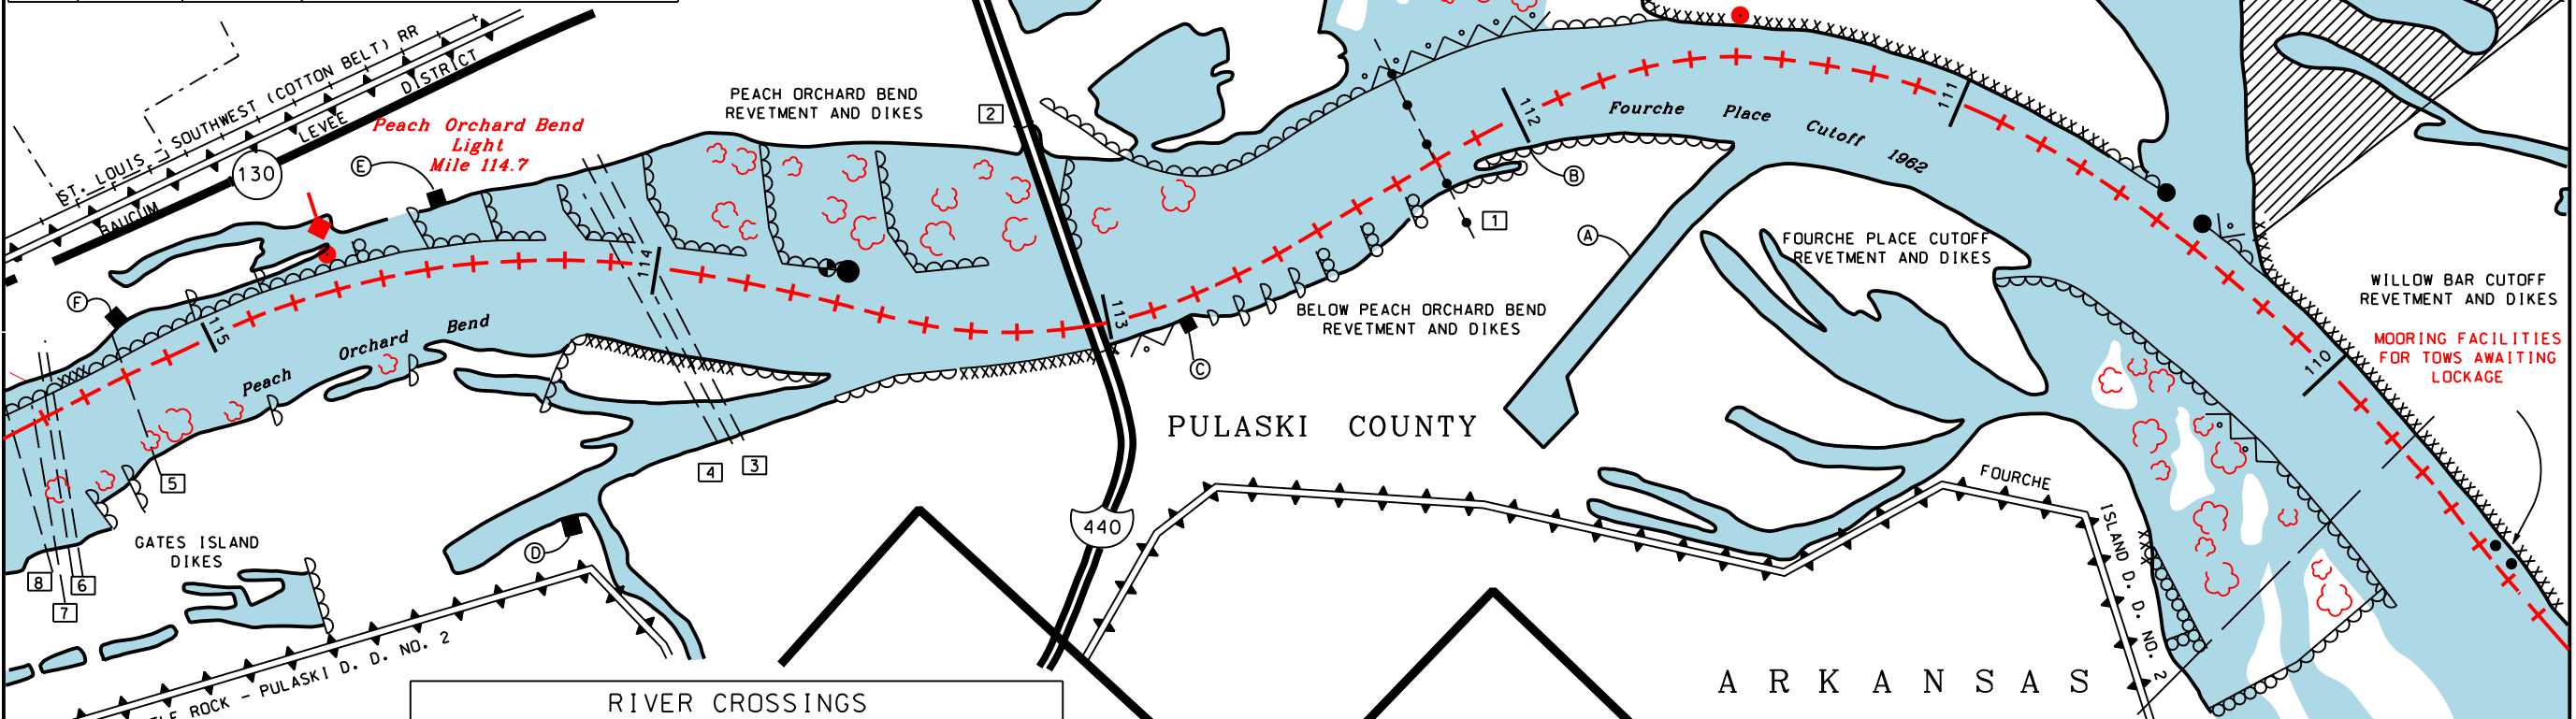 ST. LOUIS - SOUTHWEST (COTTON BELT) RR
BAUCUM LEVEE DISTRICT
130
E
Peach Orchard Bend
Light
Mile 114.7
PEACH ORCHARD BEND
REVETMENT AND DIKES
2
112
Fourche Place Cutoff 1962
111
B
1
A
FOURCHE PLACE CUTOFF
REVETMENT AND DIKES
WILLOW BAR CUTOFF
REVETMENT AND DIKES
MOORING FACILITIES
FOR TOWS AWAITING
LOCKAGE
110
F
115
114
113
Peach Orchard Bend
BELOW PEACH ORCHARD BEND
REVETMENT AND DIKES
C
PULASKI COUNTY
4
3
5
440
FOURCHE
ISLAND D. D. NO. 2
GATES ISLAND
DIKES
D
8
6
7
ROCK - PULASKI D. D. NO. 2
RIVER CROSSINGS
ARKANSAS